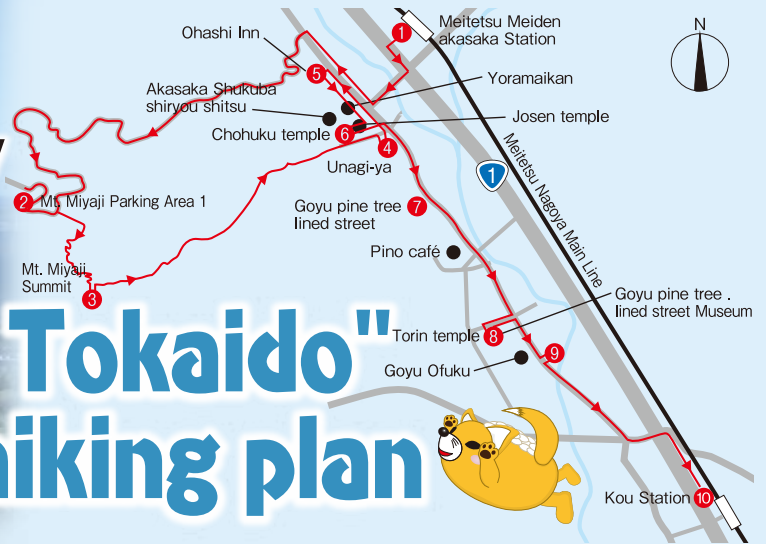 N
Meitetsu Meiden
akasaka Station
1
Ohashi Inn
5
Yoramaikan
Akasaka Shukuba
shiryou shitsu
Josen temple
Chohuku temple
6
4
Unagi-ya
1
Meitetsu Nagoya Main Line
2
Mt. Miyaji Parking Area 1
Goyu pine tree
lined street
7
Pino café
Mt. Miyaji
Summit
3
Goyu pine tree .
lined street Museum
Torin temple
8
9
Goyu Ofuku
Tokaido"
hiking plan
Kou Station
10